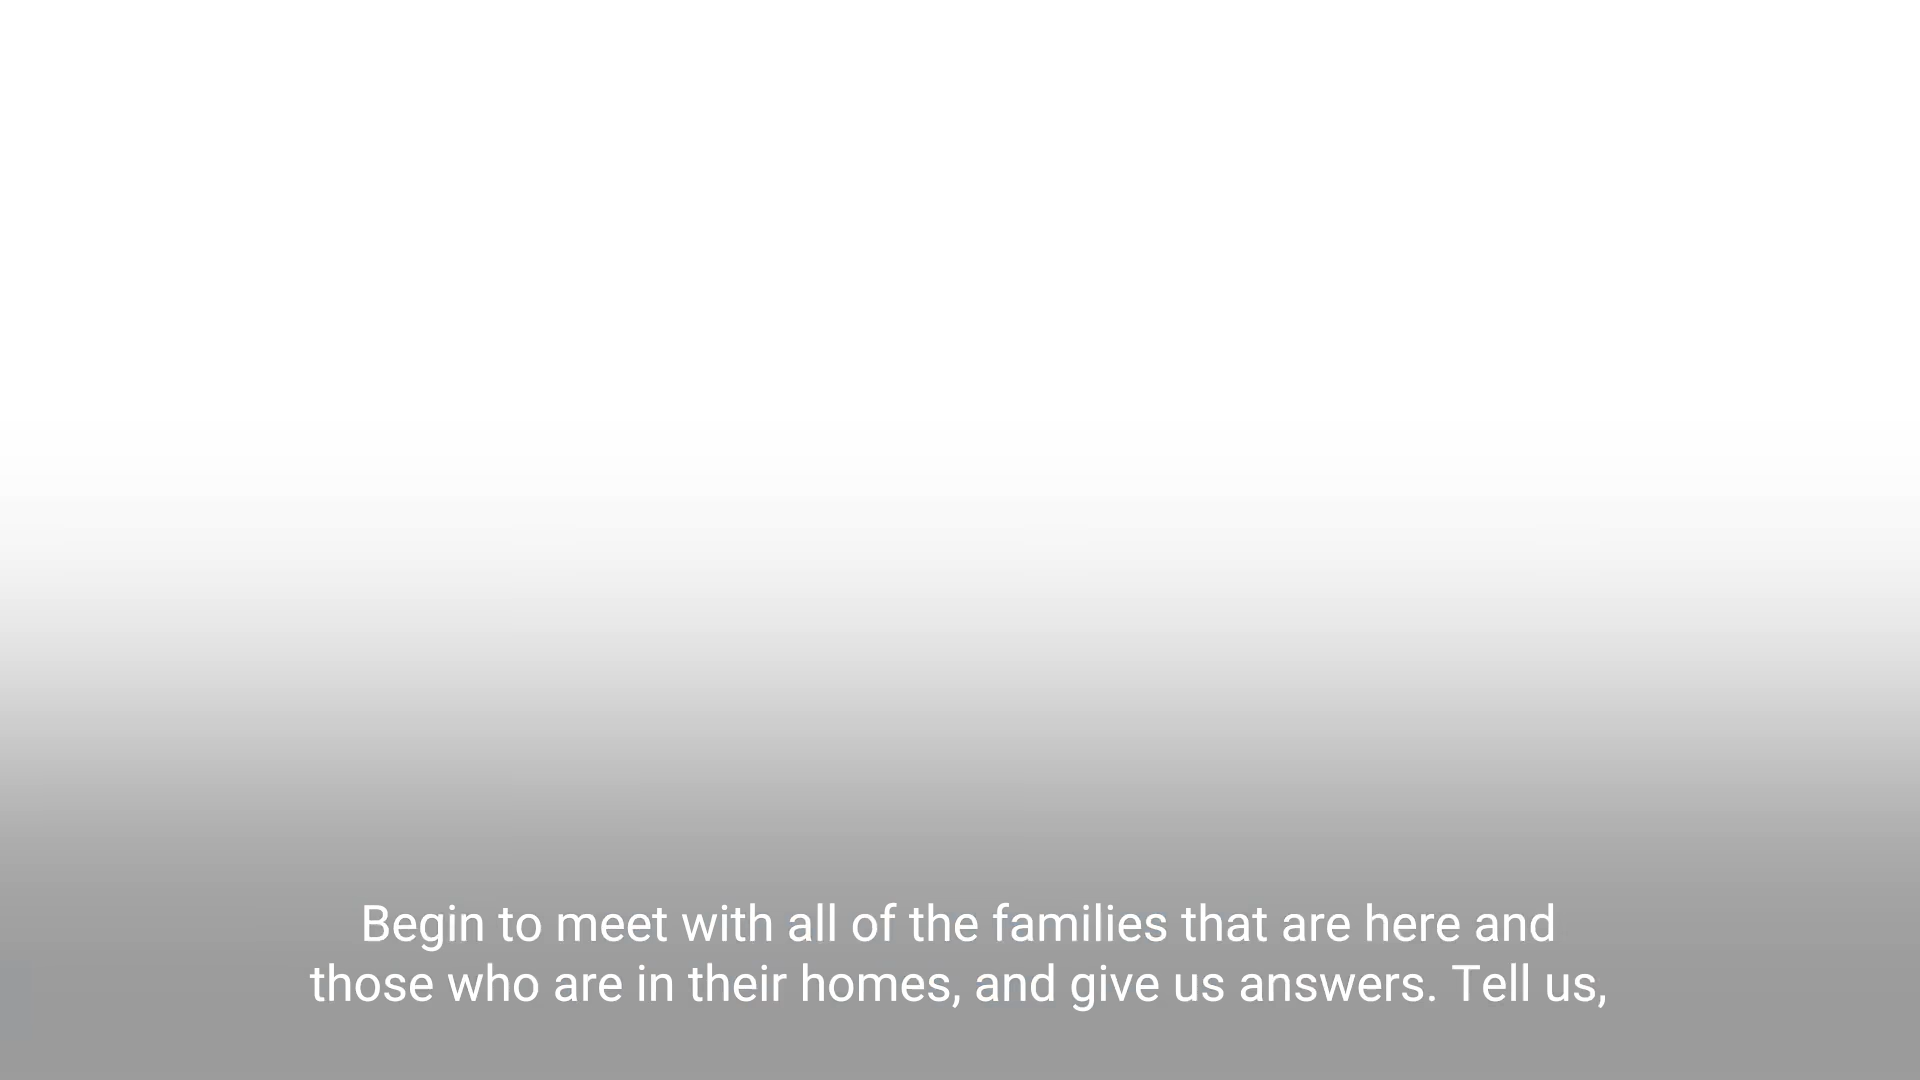 Begin to meet with all of the families that are here and
those who are in their homes, and give us answers. Tell us,